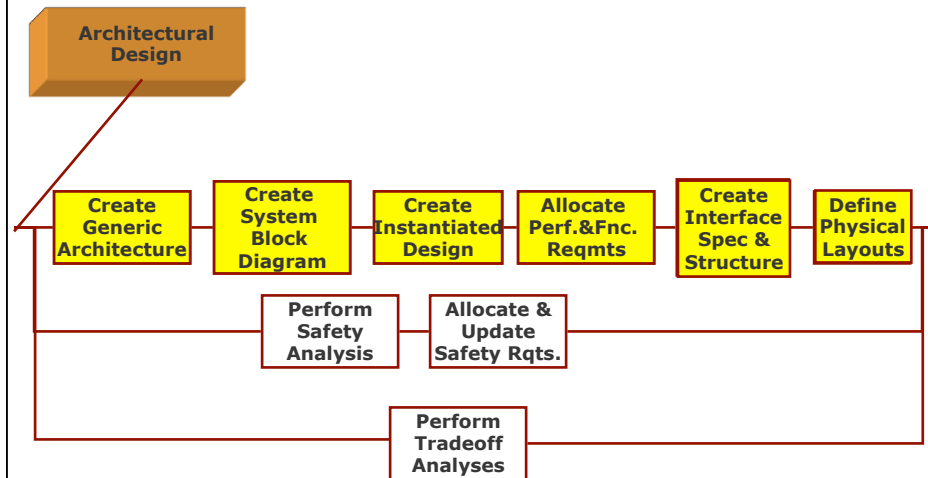 Architectural
Design
Create
Generic
Architecture
Create
System
Block
Diagram
Create
Instantiated
Design
Allocate
Perf.&Fnc.
Reqmts
Create
Interface
Spec &
Structure
Define
Physical
Layouts
Perform
Safety
Analysis
Allocate &
Update
Safety Rqts.
Perform
Tradeoff
Analyses